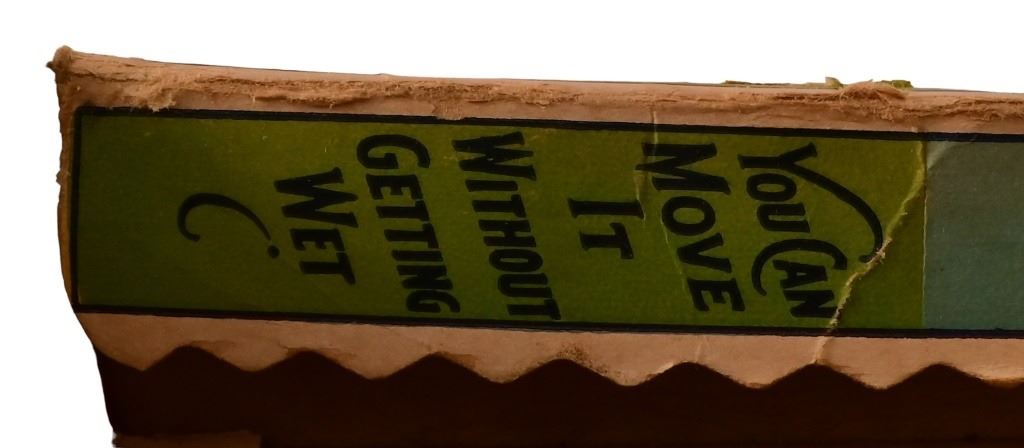 YOU CAN
MOVE
IT
WITHOUT
GETTING
WET
?